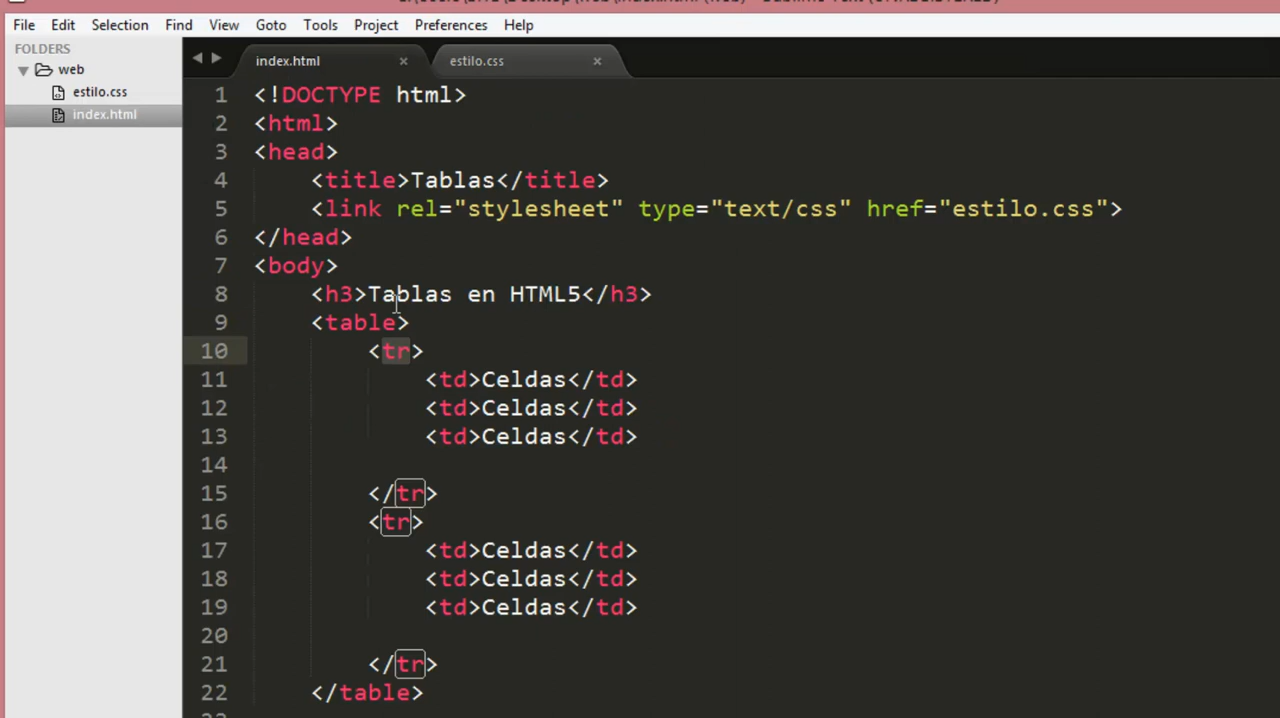 File Edit Selection Find View Goto Tools Project Preferences Help
FOLDERS
web
estilo.css
index.html
index.html × estilo.css ×
1 <!DOCTYPE html>
2 <html>
3 <head>
4 <title>Tablas</title>
5 <link rel="stylesheet" type="text/css" href="estilo.css">
6 </head>
7 <body>
8 <h3>Tablas en HTML5</h3>
9 <table>
10 <tr>
11 <td>Celdas</td>
12 <td>Celdas</td>
13 <td>Celdas</td>
14
15 </tr>
16 <tr>
17 <td>Celdas</td>
18 <td>Celdas</td>
19 <td>Celdas</td>
20
21 </tr>
22 </table>